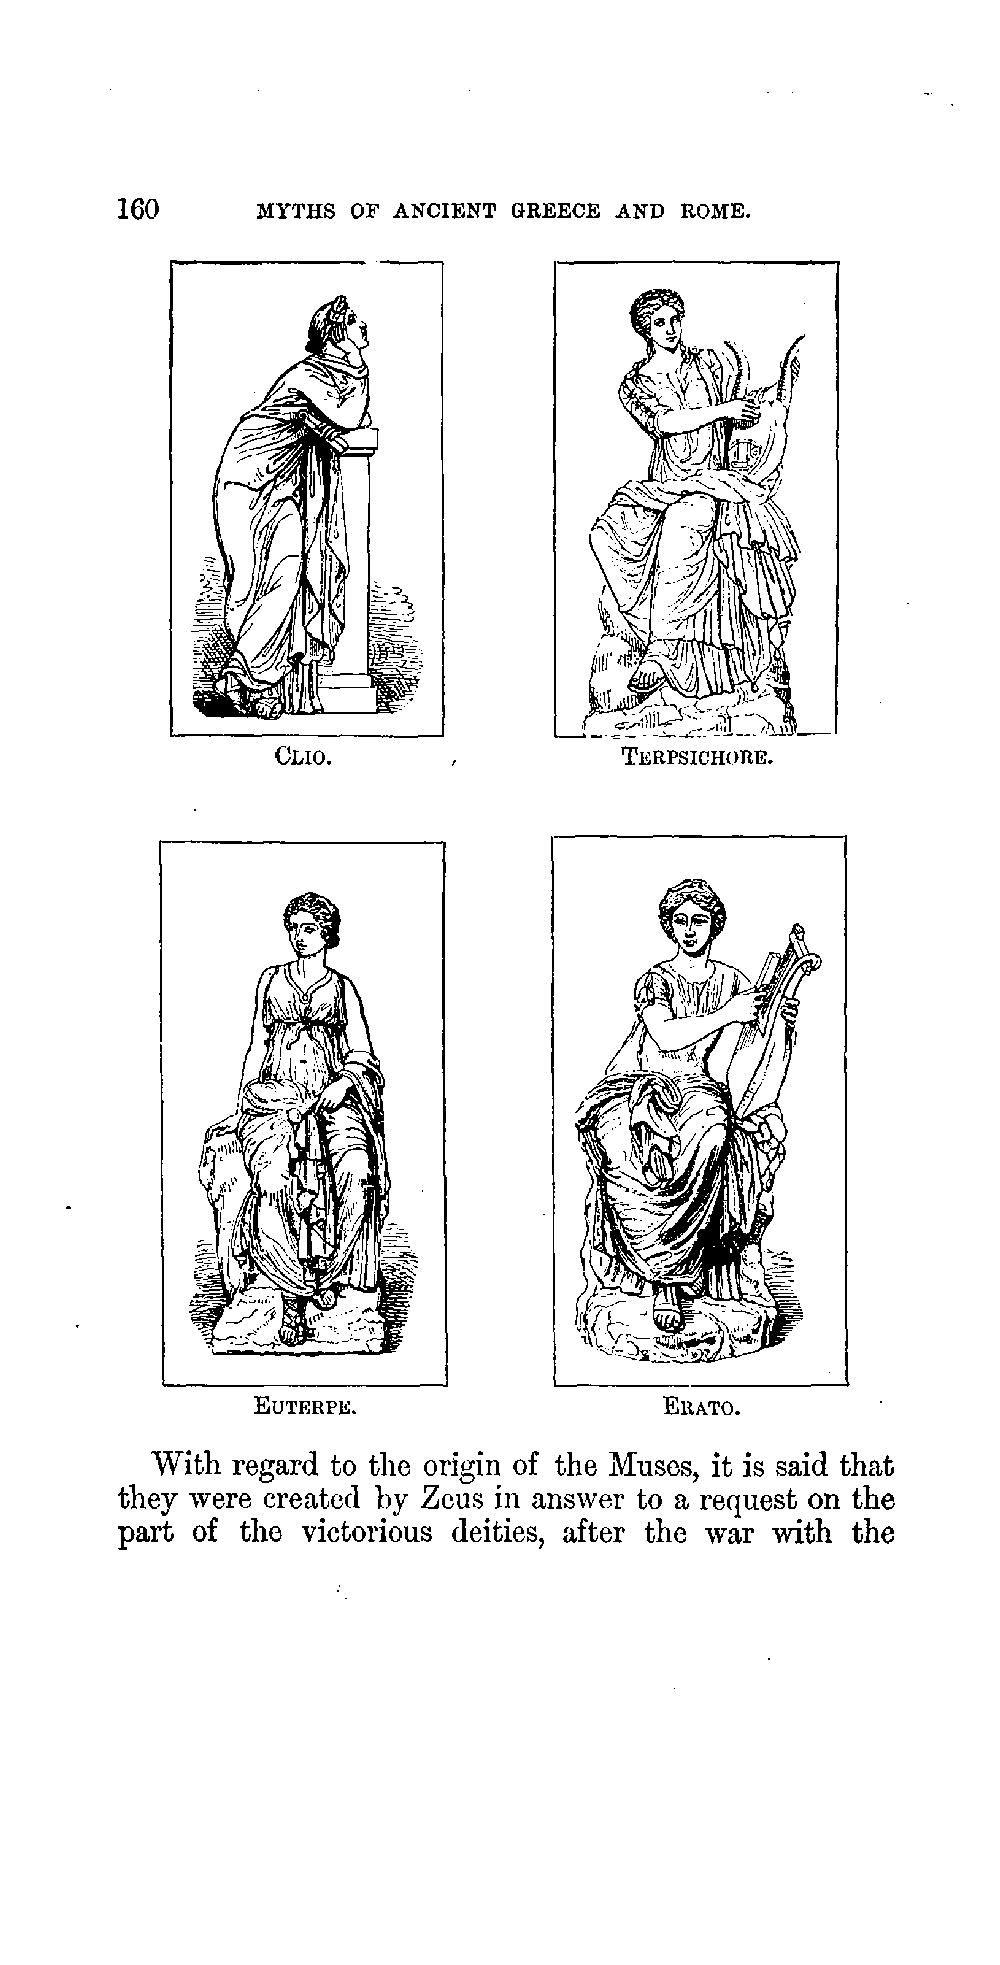 160 MYTHS OF ANCIENT GREECE AND ROME.
CLIO.
TERPSICHORE.
EUTERPE.
ERATO.
With regard to the origin of the Muses, it is said that
they were created by Zeus in answer to a request on the
part of the victorious deities, after the war with the